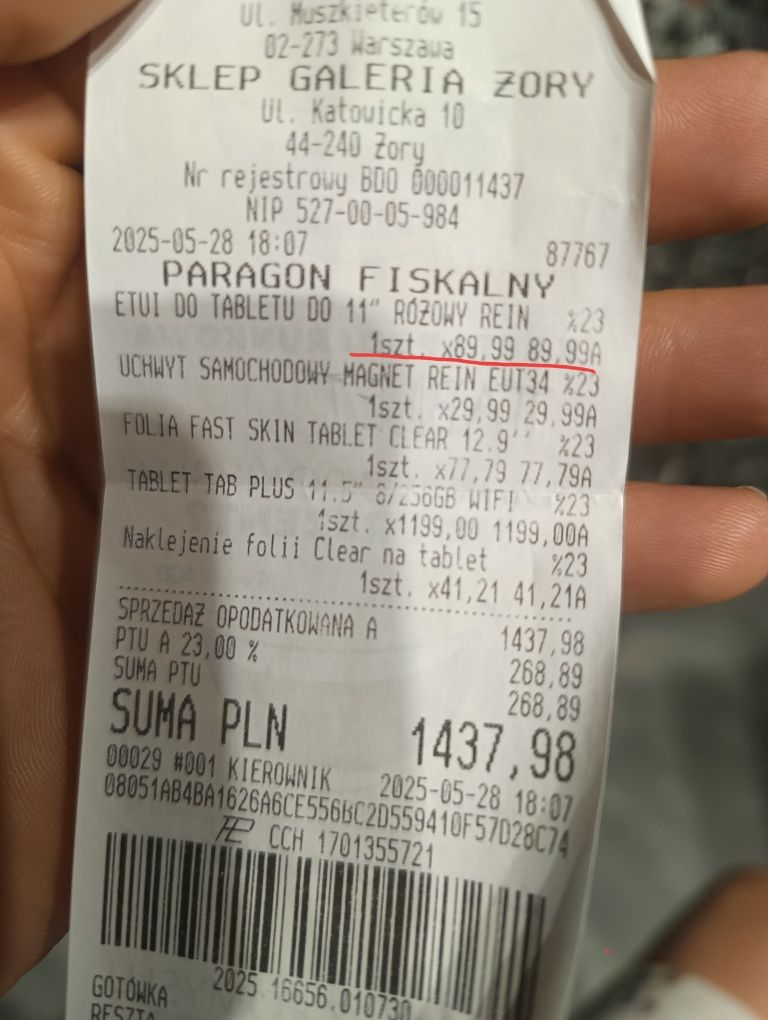 Ul. Muszkieterów 15
02-273 Warszawa
SKLEP GALERIA ŻORY
Ul. Katowicka 10
44-240 Żory
Nr rejestrowy BDO 000011437
NIP 527-00-05-984
2025-05-28 18:07 87767
PARAGON FISKALNY
ETUI DO TABLETU DO 11" RÓŻOWY REIN %23
1szt. x89,99 89,99A
UCHWYT SAMOCHODOWY MAGNET REIN EUT34 %23
1szt. x29,99 29,99A
FOLIA FAST SKIN TABLET CLEAR 12.9'' %23
1szt. x77,79 77,79A
TABLET TAB PLUS 11.5" 8/256GB WIFI %23
1szt. x1199,00 1199,00A
Naklejenie folii Clear na tablet %23
1szt. x41,21 41,21A
SPRZEDAŻ OPODATKOWANA A 1437,98
PTU A 23,00 % 268,89
SUMA PTU 268,89
SUMA PLN 1437,98
00029 #001 KIEROWNIK 2025-05-28 18:07
08051AB4BA1626A6CE556BC2D559410F57D28C74
CCH 1701355721
2025 16656.010730
GOTÓWKA
RESZTA